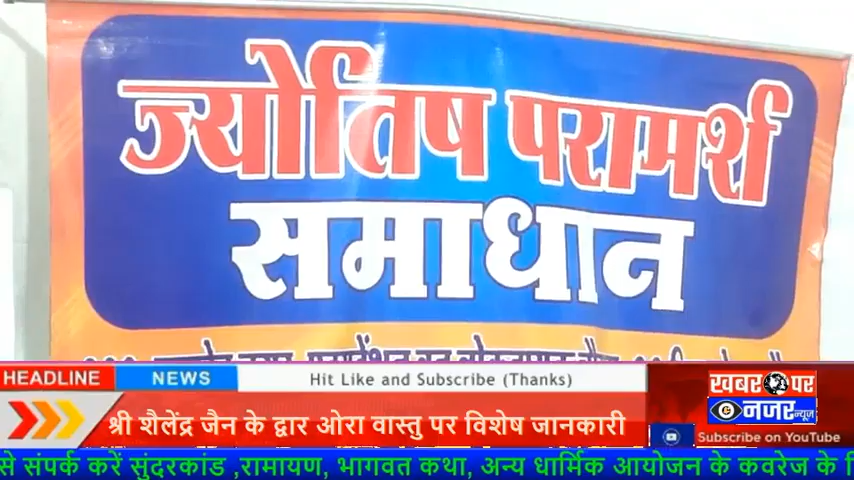 ज्योतिष परामर्श
समाधान
HEADLINE NEWS Hit Like and Subscribe (Thanks)
खबर पर
नजर न्यूज
श्री शैलेंद्र जैन के द्वार ओरा वास्तु पर विशेष जानकारी
Subscribe on YouTube
से संपर्क करें सुंदरकांड ,रामायण, भागवत कथा, अन्य धार्मिक आयोजन के कवरेज के